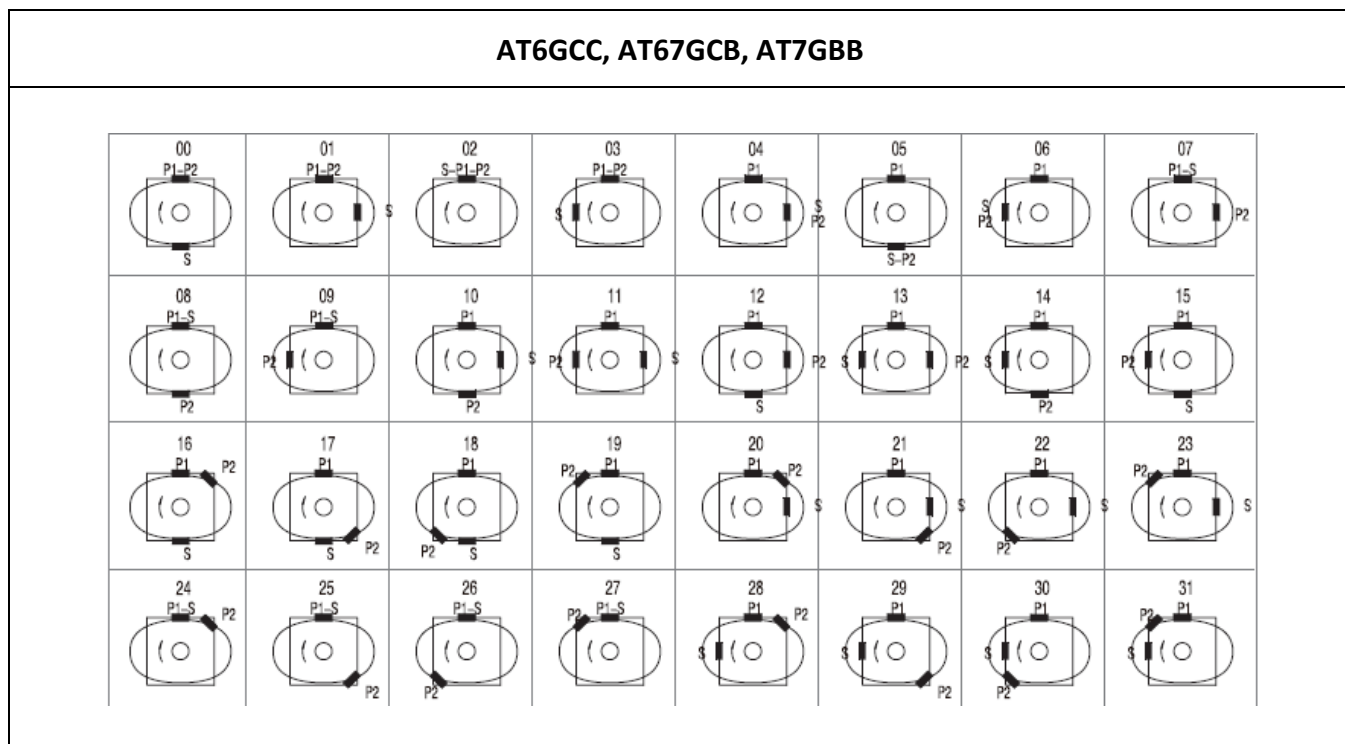 AT6GCC, AT67GCB, AT7GBB
00 01 02 03 04 05 06 07
P1–P2 P1–P2 S–P1–P2 P1–P2 P1 P1 P1 P1–S
S S S S S P2
P2 P2
S S–P2
08 09 10 11 12 13 14 15
P1–S P1–S P1 P1 P1 P1 P1 P1
P2 S P2 S P2 S P2 S P2
P2 P2 S P2 S
16 17 18 19 20 21 22 23
P1 P2 P1 P1 P2 P1 P1 P2 P1 P1 P2 P1
S S S S
S S P2 P2 S S P2 P2
24 25 26 27 28 29 30 31
P1–S P2 P1–S P1–S P2 P1–S P1 P2 P1 P1 P2 P1
S S S S
P2 P2 P2 P2